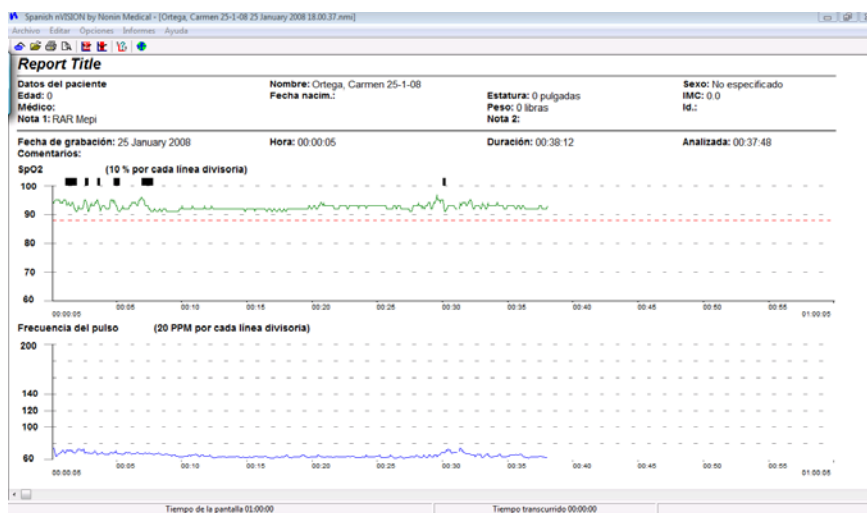 Spanish nVISION by Nonin Medical - [Ortega, Carmen 25-1-08 25 January 2008 18.00.37.nmi]
Archivo Editar Opciones Informes Ayuda
Report Title
Datos del paciente Nombre: Ortega, Carmen 25-1-08 Sexo: No especificado
Edad: 0 Fecha nacim.: Estatura: 0 pulgadas IMC: 0.0
Médico: Peso: 0 libras Id.:
Nota 1: RAR Mepi Nota 2:
Fecha de grabación: 25 January 2008 Hora: 00:00:05 Duración: 00:38:12 Analizada: 00:37:48
Comentarios:
SpO2 (10 % por cada línea divisoria)
100
90
80
70
60
00:00:05 00:05 00:10 00:15 00:20 00:25 00:30 00:35 00:40 00:45 00:50 00:55 01:00:05
Frecuencia del pulso (20 PPM por cada línea divisoria)
200
140
120
100
60
00:00:05 00:05 00:10 00:15 00:20 00:25 00:30 00:35 00:40 00:45 00:50 00:55 01:00:05
Tiempo de la pantalla 01:00:00 Tiempo transcurrido 00:00:00